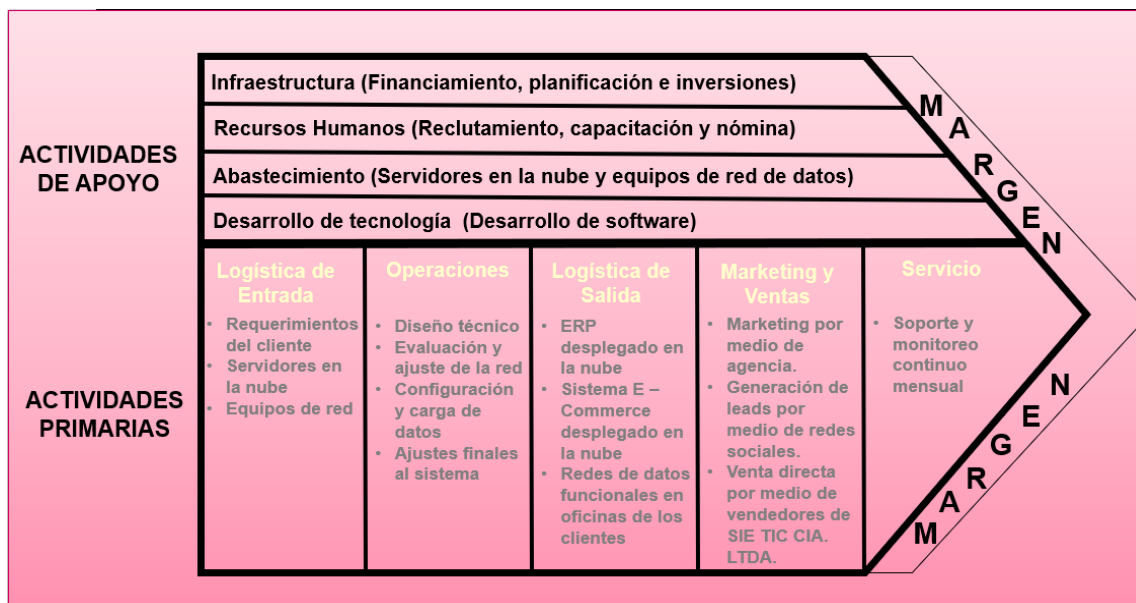 ACTIVIDADES
DE APOYO
Infraestructura (Financiamiento, planificación e inversiones)
Recursos Humanos (Reclutamiento, capacitación y nómina)
Abastecimiento (Servidores en la nube y equipos de red de datos)
Desarrollo de tecnología  (Desarrollo de software)
MARGEN
ACTIVIDADES
PRIMARIAS
Logística de
Entrada
• Requerimientos
del cliente
• Servidores en
la nube
• Equipos de red
Operaciones
• Diseño técnico
• Evaluación y
ajuste de la red
• Configuración
y carga de
datos
• Ajustes finales
al sistema
Logística de
Salida
• ERP
desplegado en
la nube
• Sistema E –
Commerce
desplegado en
la nube
• Redes de datos
funcionales en
oficinas de los
clientes
Marketing y
Ventas
• Marketing por
medio de
agencia.
• Generación de
leads por
medio de redes
sociales.
• Venta directa
por medio de
vendedores de
SIE TIC CIA.
LTDA.
Servicio
• Soporte y
monitoreo
continuo
mensual
MARGEN